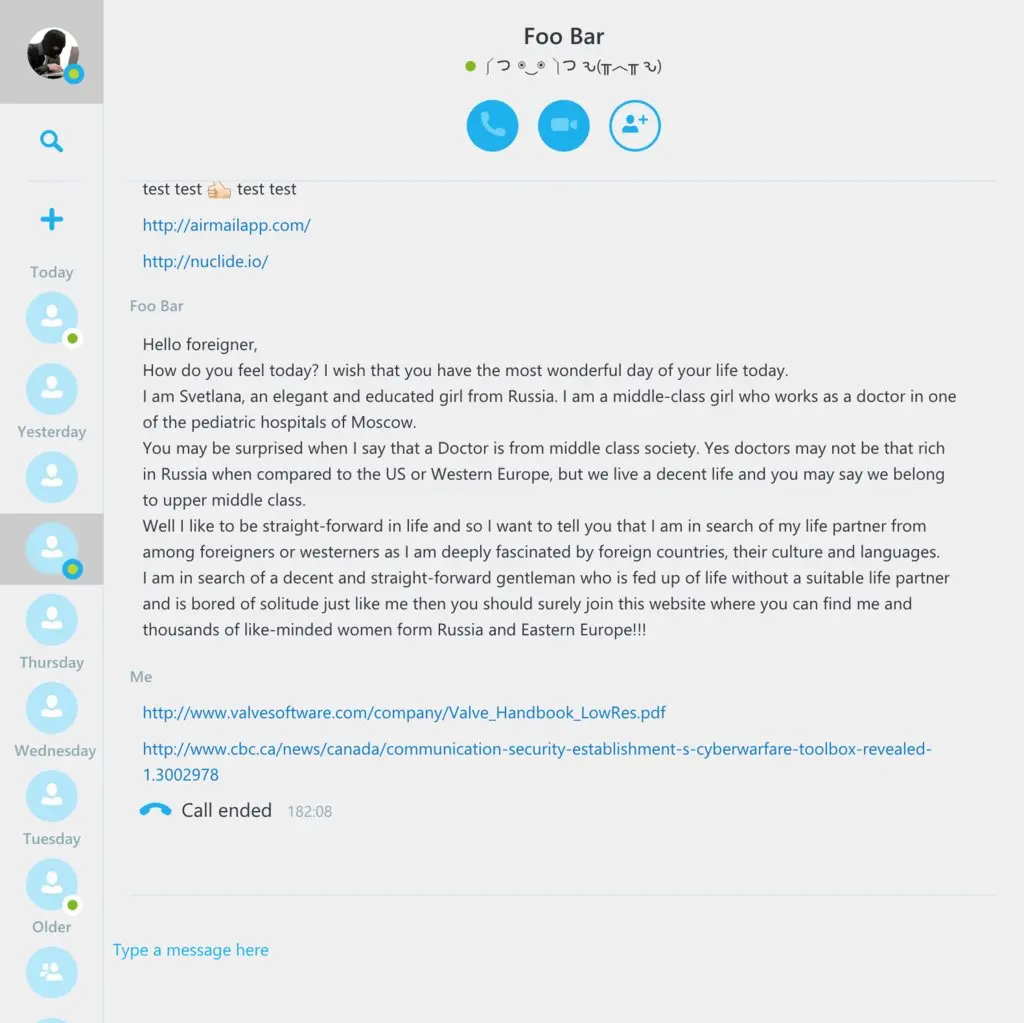 Foo Bar
༼ つ ◉‿◉ ༽つ ԅ(╥︿╥ ԅ)
test test 👍🏻 test test
http://airmailapp.com/
http://nuclide.io/
Foo Bar
Hello foreigner,
How do you feel today? I wish that you have the most wonderful day of your life today.
I am Svetlana, an elegant and educated girl from Russia. I am a middle-class girl who works as a doctor in one
of the pediatric hospitals of Moscow.
You may be surprised when I say that a Doctor is from middle class society. Yes doctors may not be that rich
in Russia when compared to the US or Western Europe, but we live a decent life and you may say we belong
to upper middle class.
Well I like to be straight-forward in life and so I want to tell you that I am in search of my life partner from
among foreigners or westerners as I am deeply fascinated by foreign countries, their culture and languages.
I am in search of a decent and straight-forward gentleman who is fed up of life without a suitable life partner
and is bored of solitude just like me then you should surely join this website where you can find me and
thousands of like-minded women form Russia and Eastern Europe!!!
Me
http://www.valvesoftware.com/company/Valve_Handbook_LowRes.pdf
http://www.cbc.ca/news/canada/communication-security-establishment-s-cyberwarfare-toolbox-revealed-
1.3002978
Call ended 182:08
Type a message here
Today
Yesterday
Thursday
Wednesday
Tuesday
Older